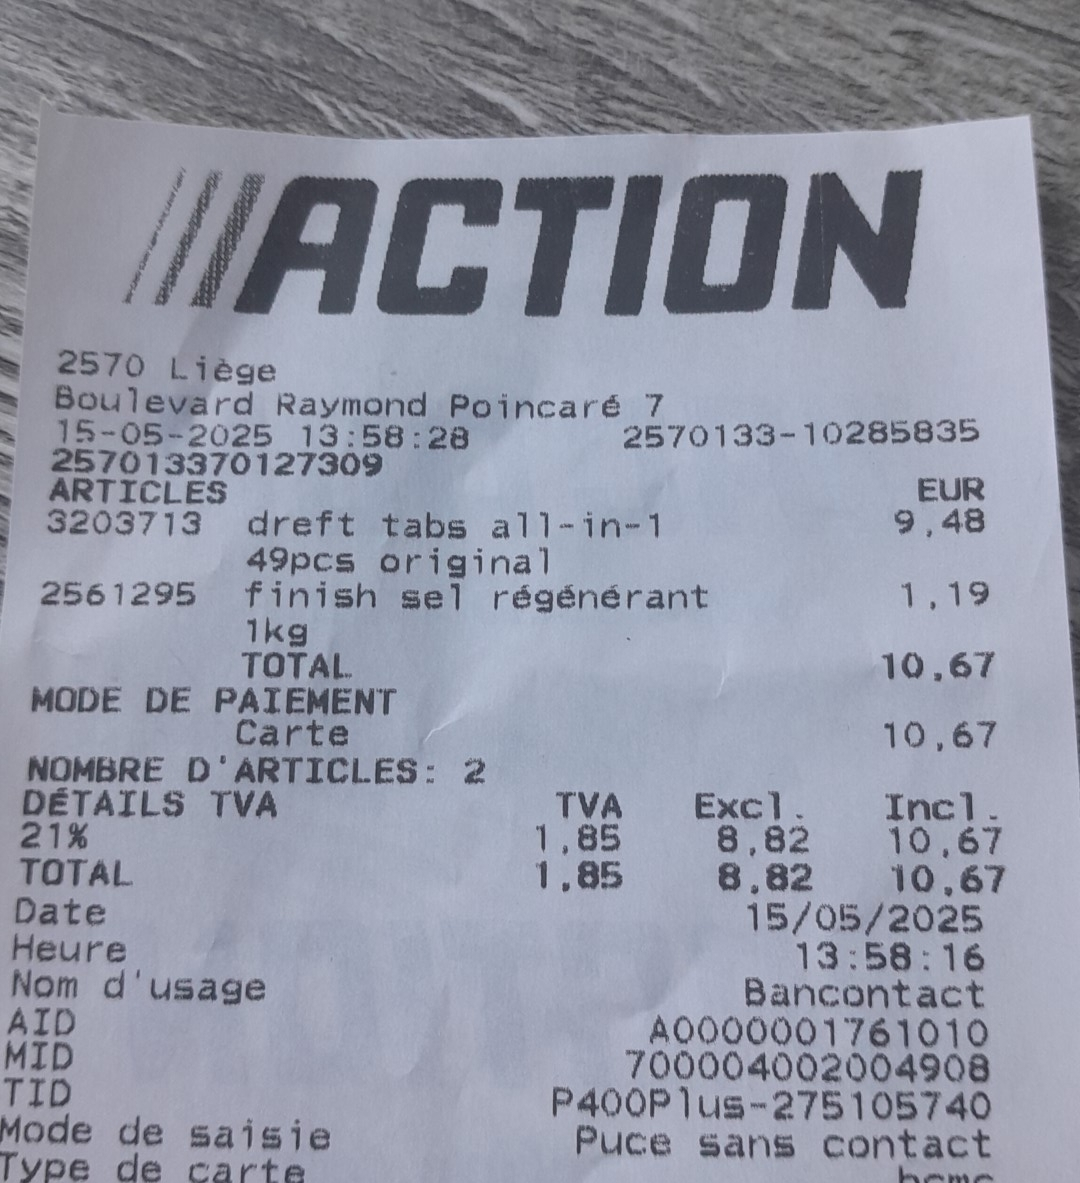 ACTION
2570 Liège
Boulevard Raymond Poincaré 7
15-05-2025 13:58:28 2570133-10285835
257013370127309
ARTICLES EUR
3203713 dreft tabs all-in-1 9,48
49pcs original
2561295 finish sel régénérant 1,19
1kg
TOTAL 10,67
MODE DE PAIEMENT
Carte 10,67
NOMBRE D'ARTICLES: 2
DÉTAILS TVA TVA Excl. Incl.
21% 1,85 8,82 10,67
TOTAL 1,85 8,82 10,67
Date 15/05/2025
Heure 13:58:16
Nom d'usage Bancontact
AID A0000001761010
MID 700004002004908
TID P400Plus-275105740
Mode de saisie Puce sans contact
Type de carte bcmc